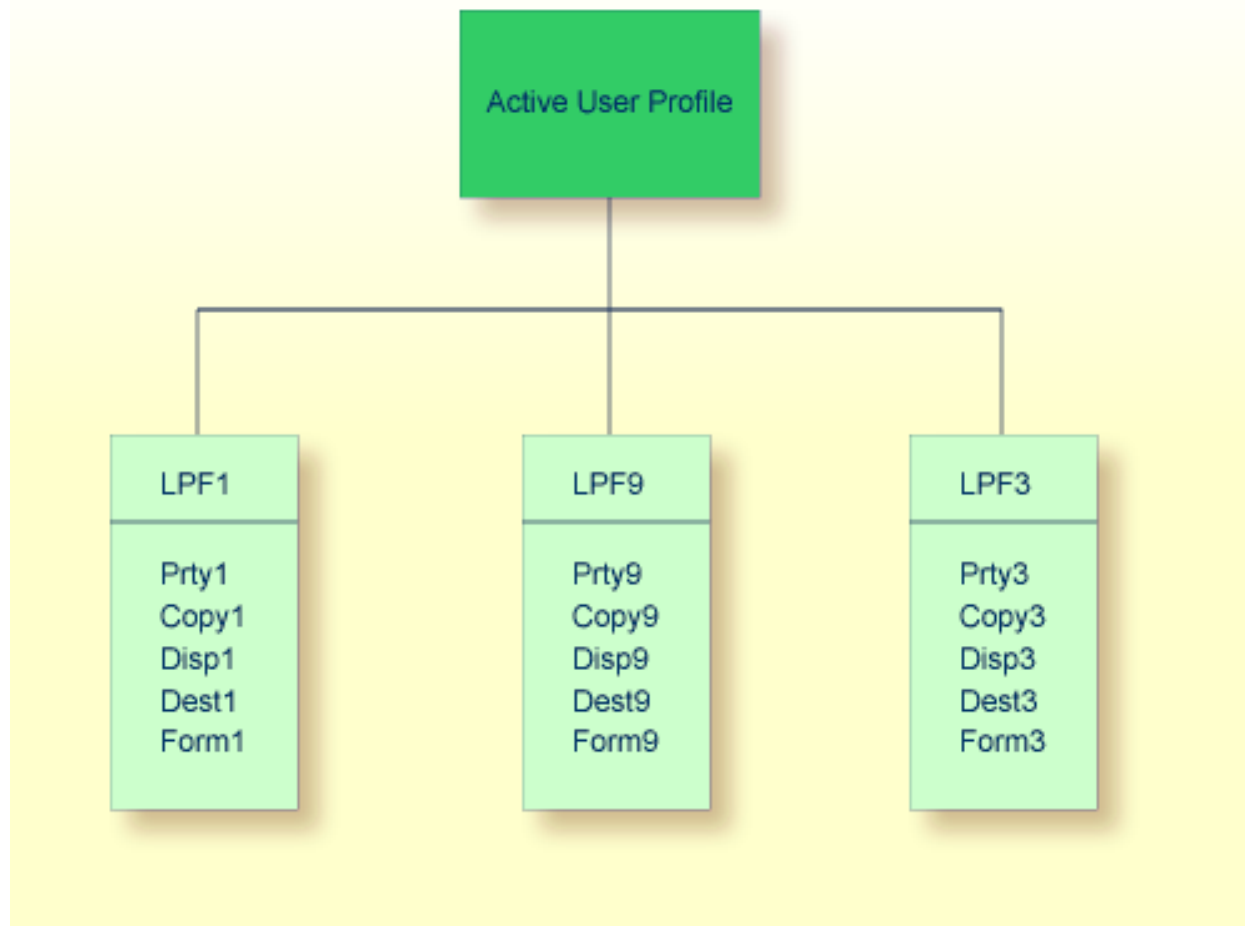 Active User Profile
LPF1
Prty1
Copy1
Disp1
Dest1
Form1
LPF9
Prty9
Copy9
Disp9
Dest9
Form9
LPF3
Prty3
Copy3
Disp3
Dest3
Form3